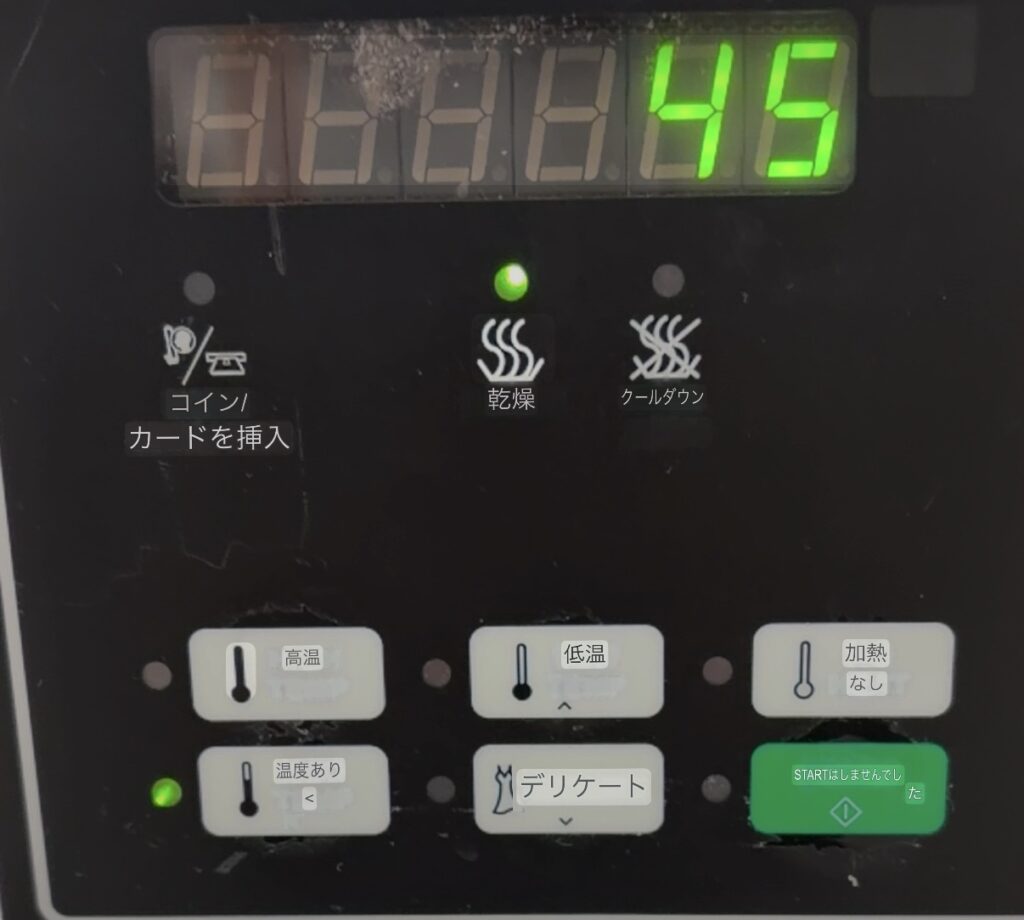 45
コイン/
カードを挿入
乾燥
クールダウン
高温
低温
加熱
なし
温度あり
<
デリケート
STARTはしませんでし
た